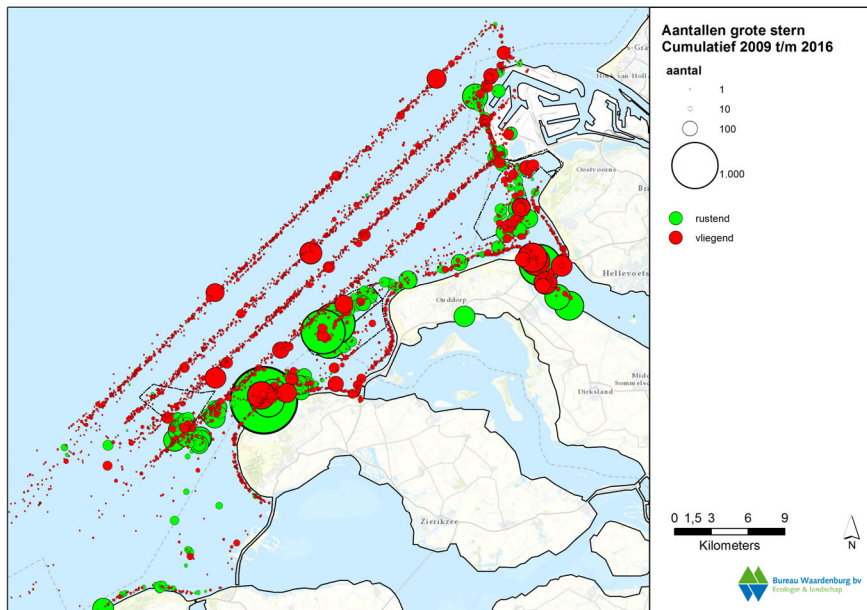 Aantallen grote stern
Cumulatief 2009 t/m 2016
aantal
1
10
100
1.000
rustend
vliegend
Oostvoorne
Hellevoets
Ouddorp
Dirksland
Zierikzee
0 1,5 3 6 9
Kilometers
N
Bureau Waardenburg bv
Ecologie & landschap